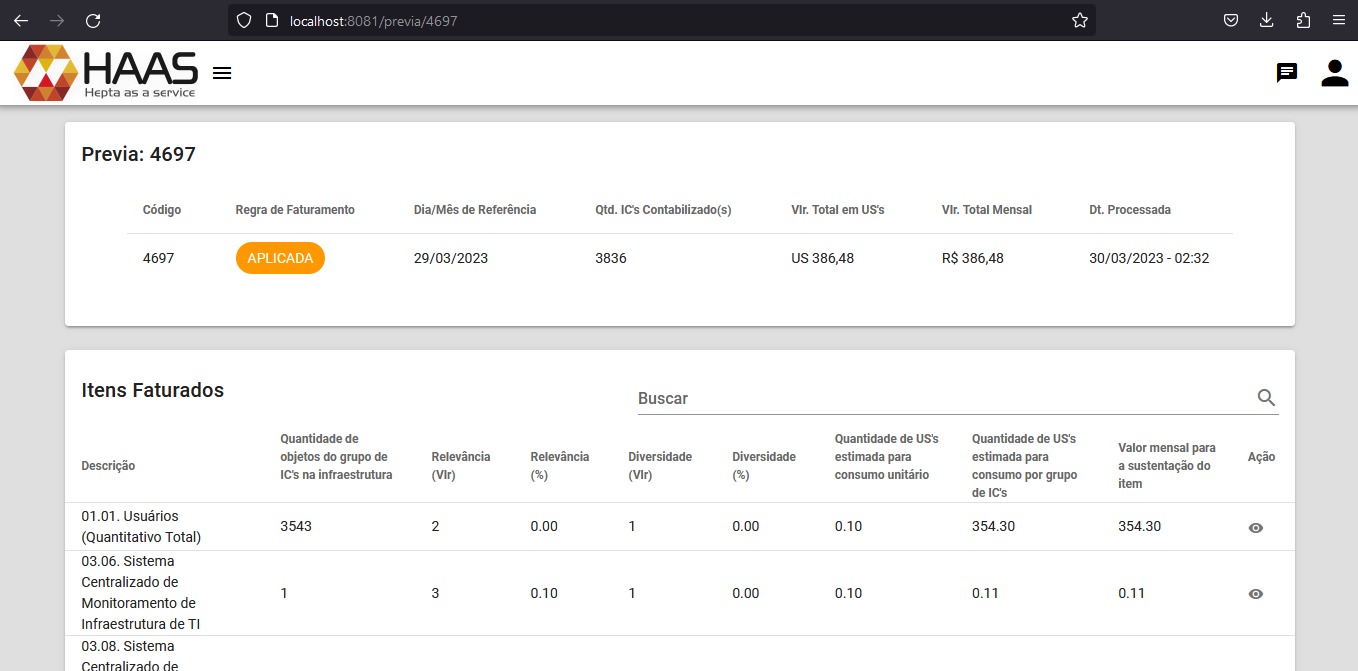 localhost:8081/previa/4697
HAAS
Hepta as a service
Previa: 4697
Código Regra de Faturamento Dia/Mês de Referência Qtd. IC's Contabilizado(s) Vlr. Total em US's Vlr. Total Mensal Dt. Processada
4697 APLICADA 29/03/2023 3836 US 386,48 R$ 386,48 30/03/2023 - 02:32
Itens Faturados
Buscar
Descrição
Quantidade de
objetos do grupo de
IC's na infraestrutura
Relevância
(Vlr)
Relevância
(%)
Diversidade
(Vlr)
Diversidade
(%)
Quantidade de US's
estimada para
consumo unitário
Quantidade de US's
estimada para
consumo por grupo
de IC's
Valor mensal para
a sustentação do
item
Ação
01.01. Usuários
(Quantitativo Total)
3543 2 0.00 1 0.00 0.10 354.30 354.30
03.06. Sistema
Centralizado de
Monitoramento de
Infraestrutura de TI
1 3 0.10 1 0.00 0.10 0.11 0.11
03.08. Sistema
Centralizado de